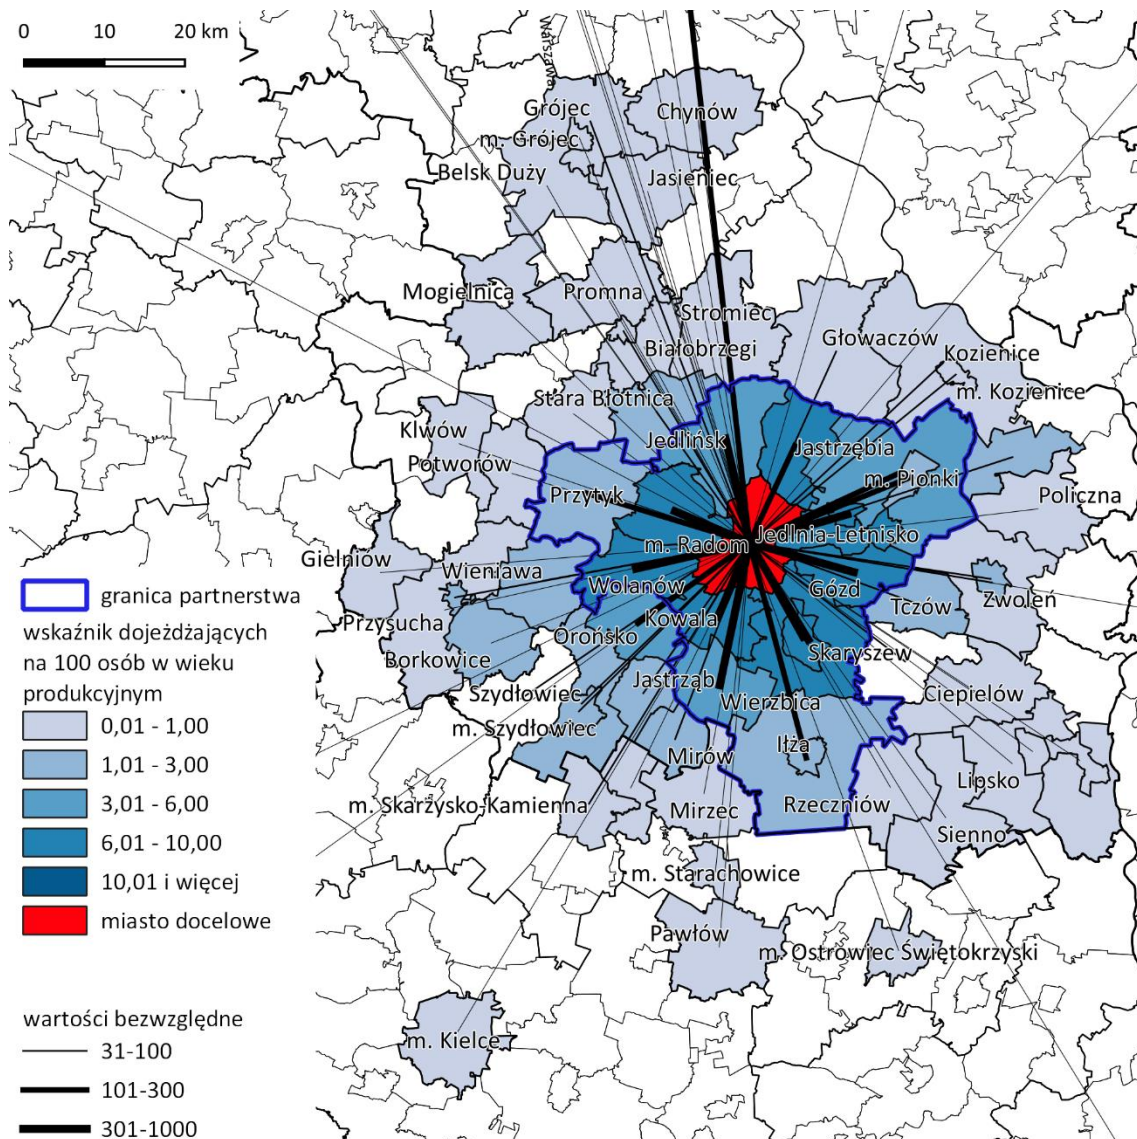 0 10 20 km
Warszawa
Grójec
Chynów
m. Grójec
Belsk Duży
Jasieniec
Mogielnica
Promna
Stromiec
Białobrzegi
Głowaczów
Kozienice
m. Kozienice
Stara Błotnica
Klwów
Jedlińsk
Jastrzębia
Potworów
m. Pionki
Przytyk
Policzna
Jedlnia-Letnisko
m. Radom
Gielniów
Wieniawa
Wolanów
Gózd
Zwoleń
Tczów
Przysucha
Kowala
Orońsko
Skaryszew
Borkowice
Jastrząb
Szydłowiec
Ciepielów
Wierzbica
m. Szydłowiec
Iłża
Mirów
Lipsko
m. Skarżysko-Kamienna
Mirzec
Rzeczniów
Sienno
m. Starachowice
Pawłów
m. Ostrowiec Świętokrzyski
m. Kielce
granica partnerstwa
wskaźnik dojeżdżających
na 100 osób w wieku
produkcyjnym
0,01 - 1,00
1,01 - 3,00
3,01 - 6,00
6,01 - 10,00
10,01 i więcej
miasto docelowe
wartości bezwzględne
31-100
101-300
301-1000